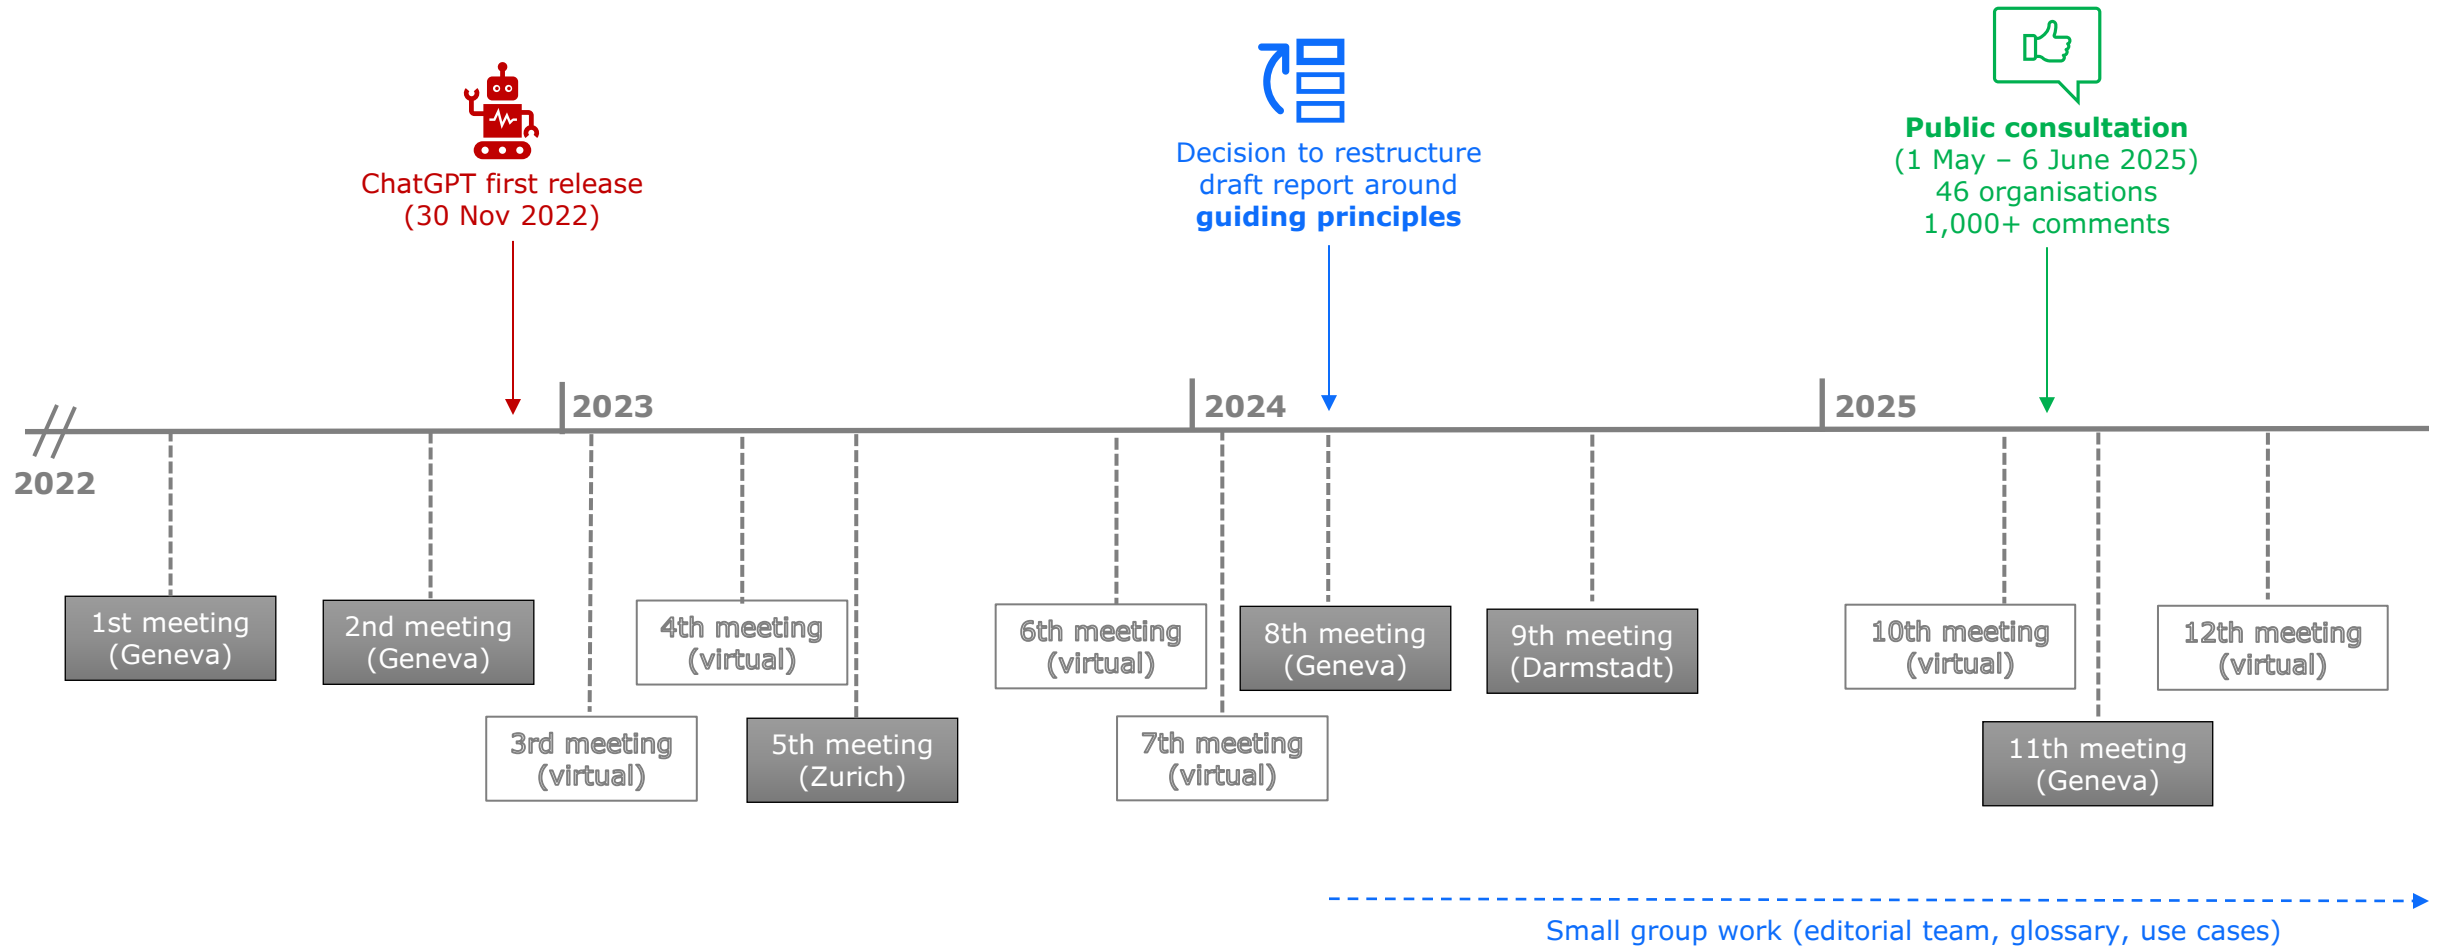 ChatGPT first release
(30 Nov 2022)
Decision to restructure
draft report around
guiding principles
Public consultation
(1 May – 6 June 2025)
46 organisations
1,000+ comments
2022
2023
2024
2025
1st meeting
(Geneva)
2nd meeting
(Geneva)
3rd meeting
(virtual)
4th meeting
(virtual)
5th meeting
(Zurich)
6th meeting
(virtual)
7th meeting
(virtual)
8th meeting
(Geneva)
9th meeting
(Darmstadt)
10th meeting
(virtual)
11th meeting
(Geneva)
12th meeting
(virtual)
Small group work (editorial team, glossary, use cases)